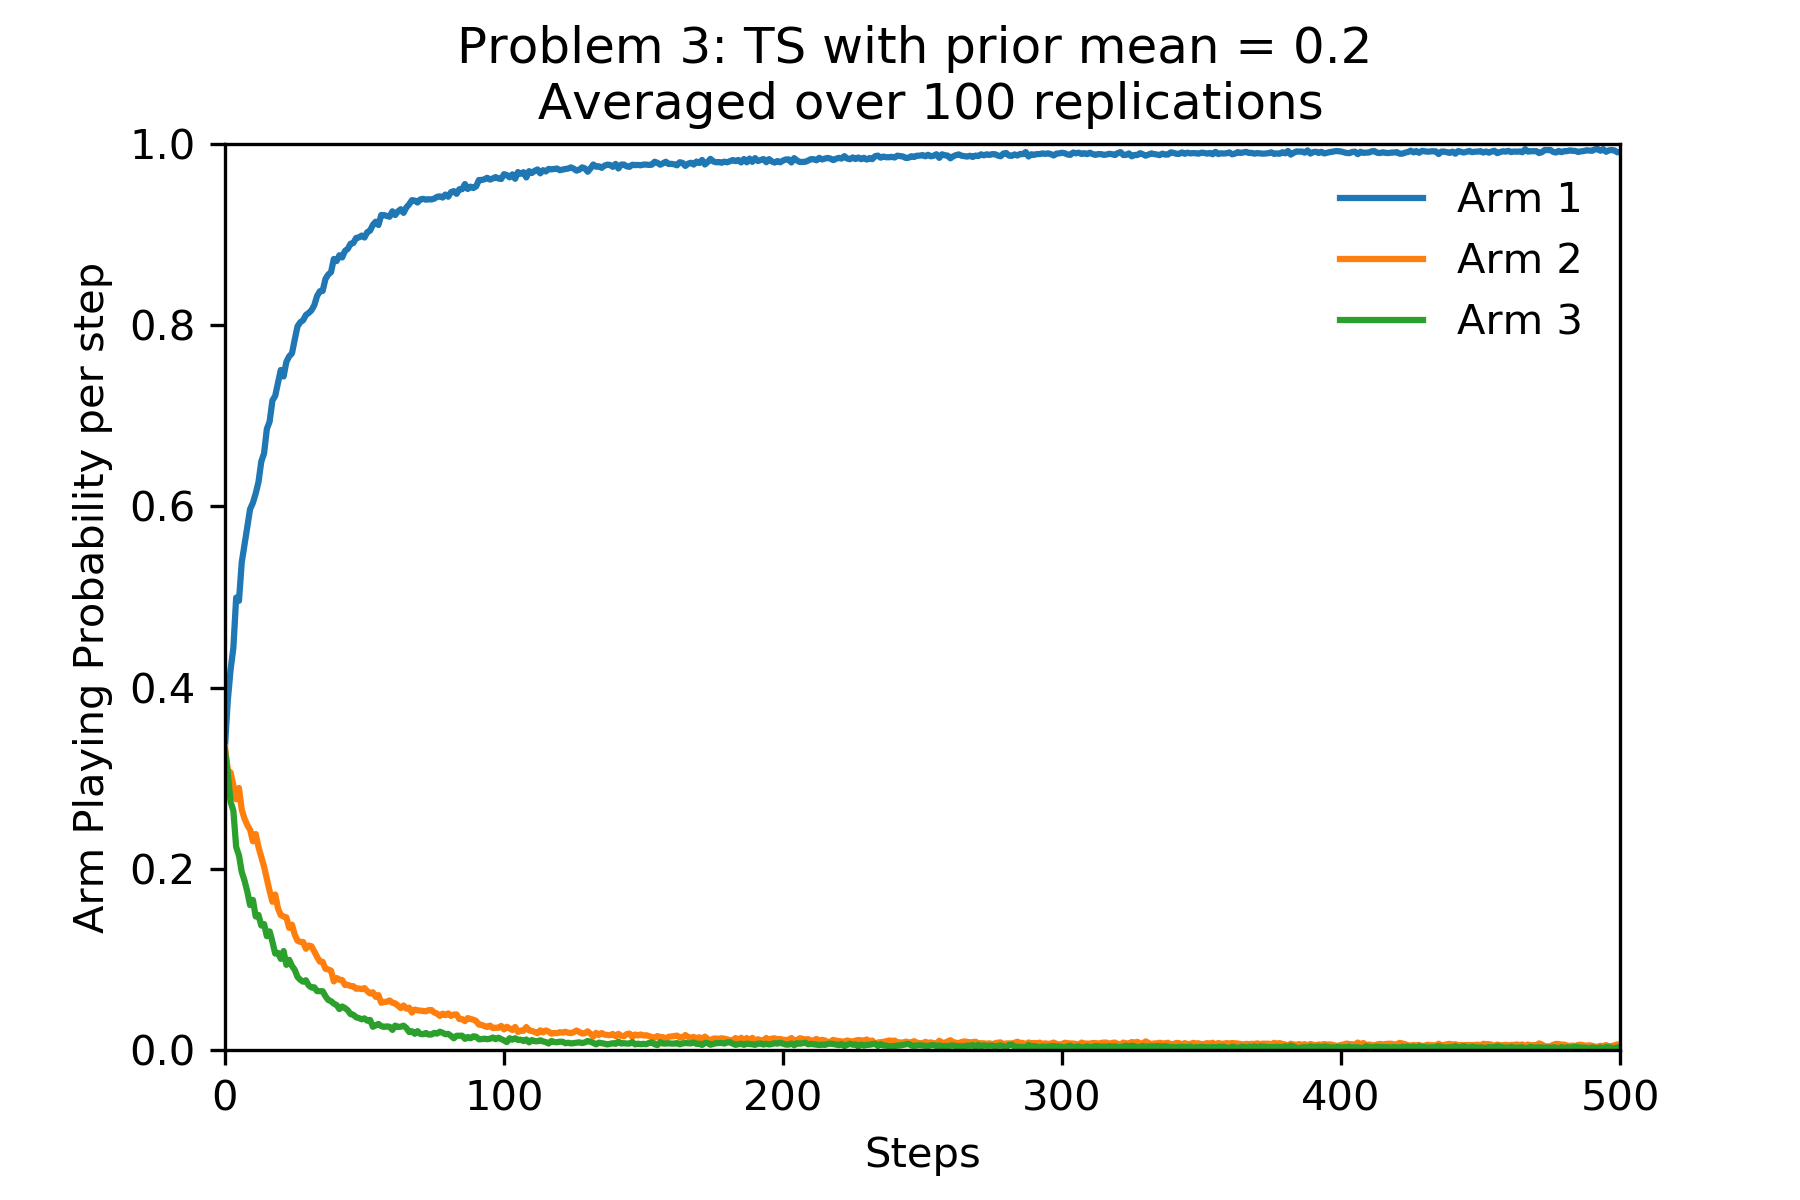 Problem 3: TS with prior mean = 0.2
Averaged over 100 replications
1.0
0.8
0.6
0.4
0.2
0.0
Arm Playing Probability per step
Arm 1
Arm 2
Arm 3
0
100
200
300
400
500
Steps